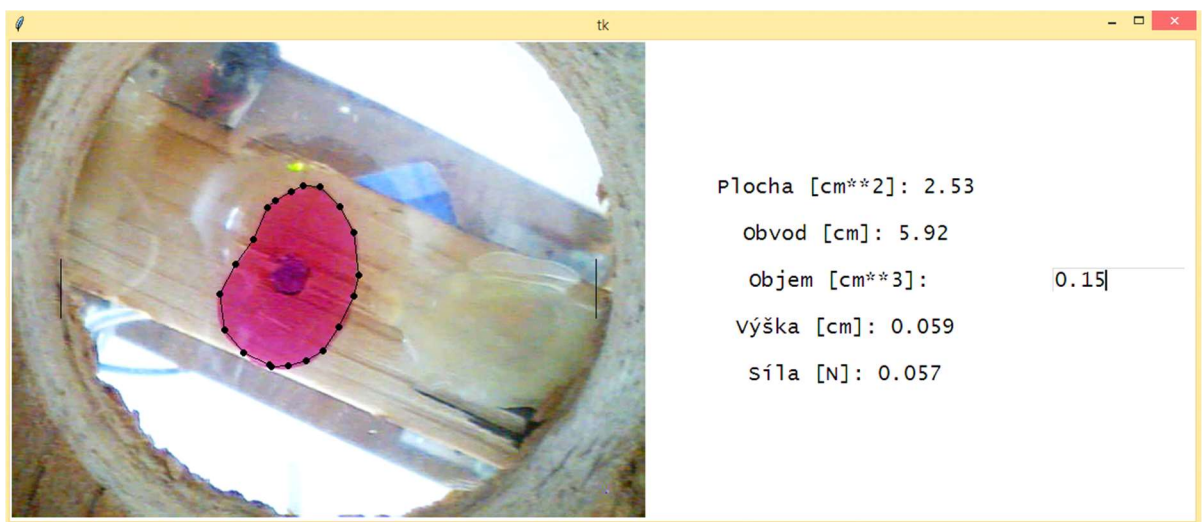 tk
Plocha [cm**2]: 2.53
Obvod [cm]: 5.92
Objem [cm**3]: 0.15
Výška [cm]: 0.059
Síla [N]: 0.057